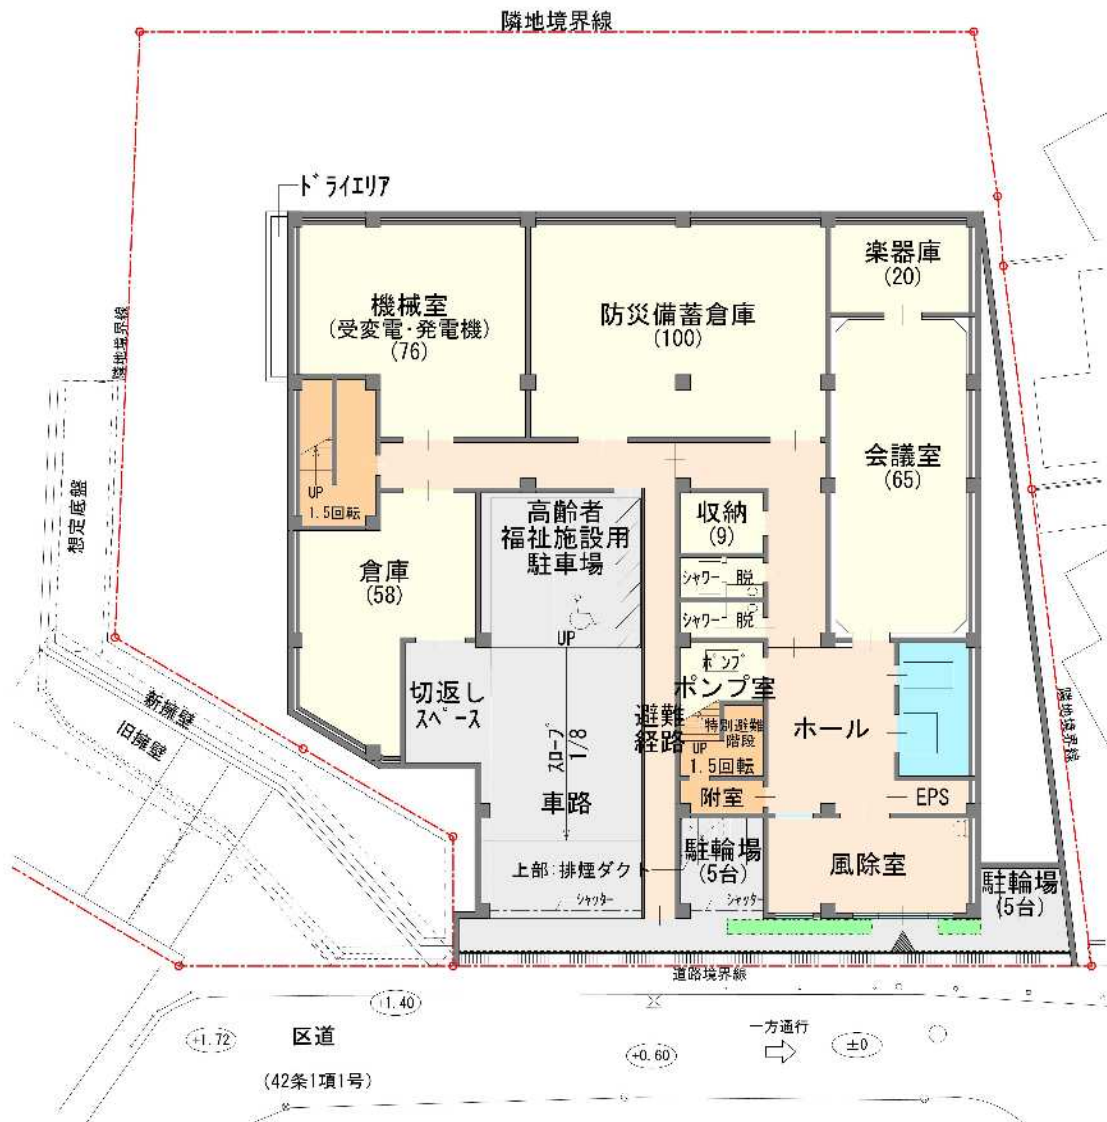 隣地境界線
ドライエリア
楽器庫
(20)
機械室
(受変電・発電機)
(76)
防災備蓄倉庫
(100)
隣地境界線
会議室
(65)
UP
1.5回転
想定底盤
高齢者
福祉施設用
駐車場
収納
(9)
倉庫
(58)
シャワー 脱
シャワー 脱
UP
ポンプ
ポンプ室
切返し
スペース
新擁壁
旧擁壁
避難
経路
特別避難
階段
UP
1.5回転
ホール
隣地境界線
スロープ
1/8
車路
附室
EPS
駐輪場
(5台)
風除室
上部:排煙ダクト
駐輪場
(5台)
シャッター
シャッター
道路境界線
+1.40
+1.72
区道
一方通行
+0.60
±0
(42条1項1号)